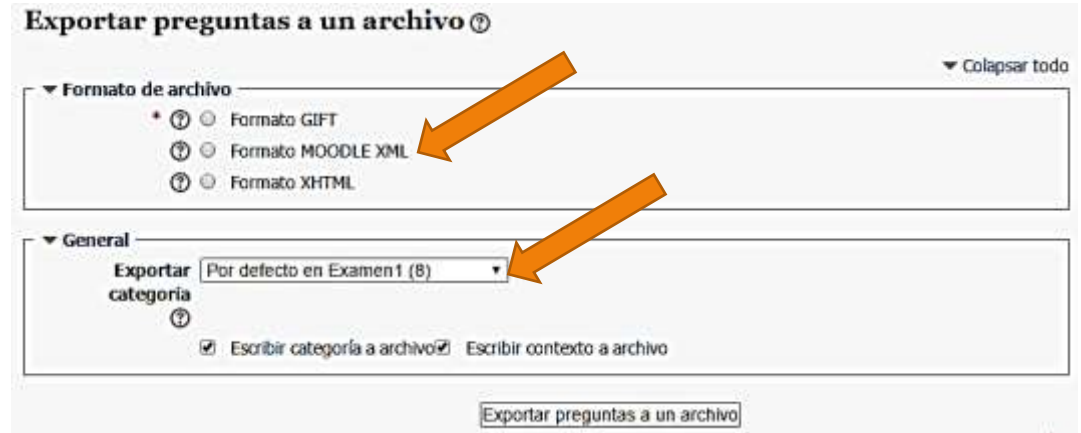 Exportar preguntas a un archivo
Colapsar todo
Formato de archivo
* Formato GIFT
Formato MOODLE XML
Formato XHTML
General
Exportar categoría
Por defecto en Examen1 (8)
Escribir categoría a archivo Escribir contexto a archivo
Exportar preguntas a un archivo